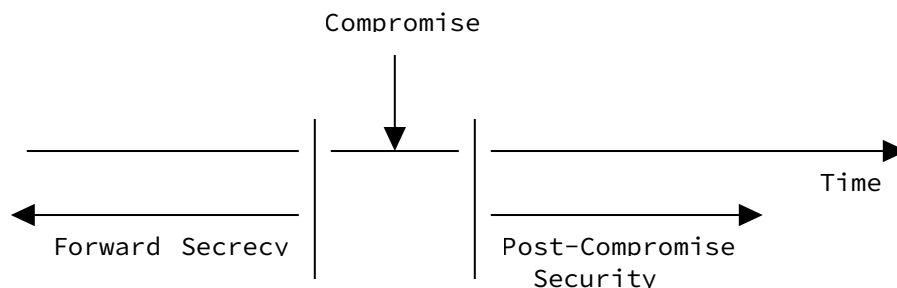 Compromise
Time
Forward Secrecy
Post-Compromise
Security